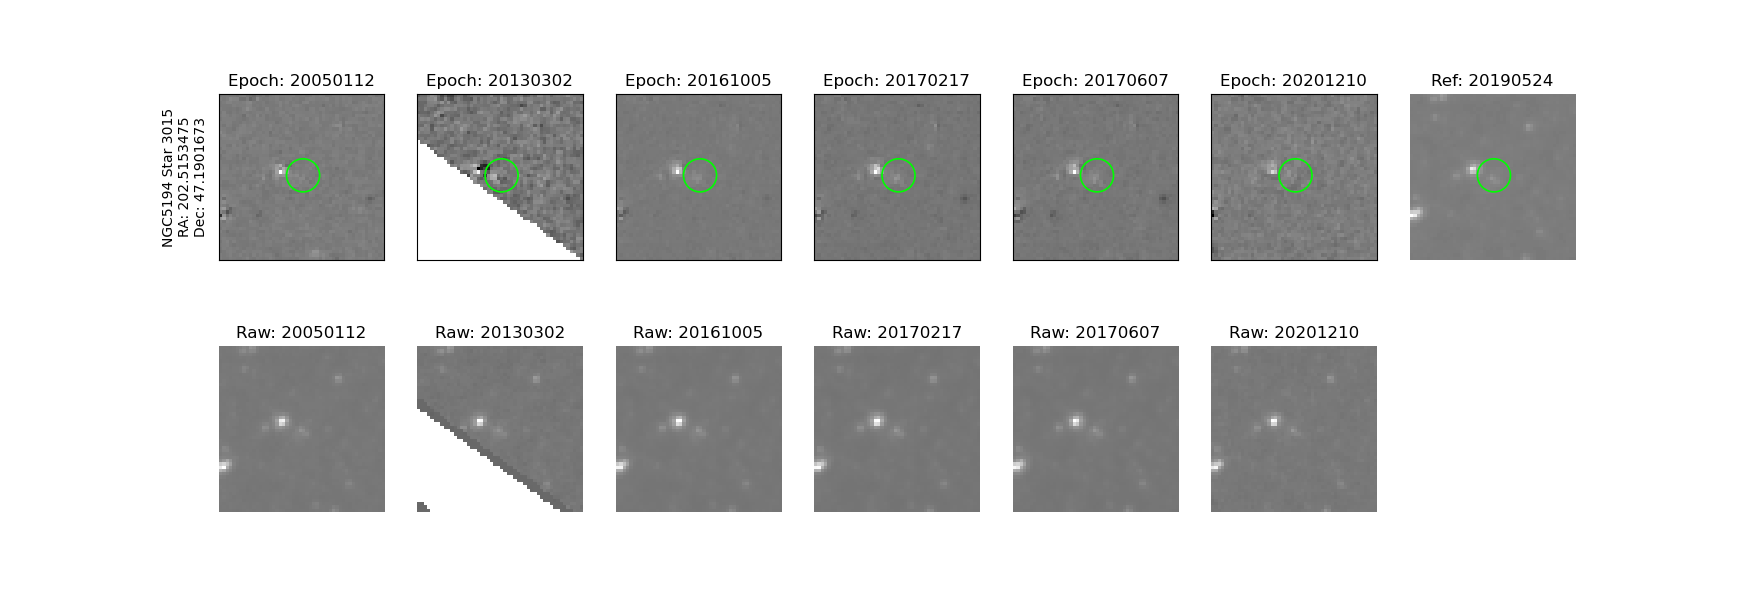 Epoch: 20050112
Epoch: 20130302
Epoch: 20161005
Epoch: 20170217
Epoch: 20170607
Epoch: 20201210
Ref: 20190524
NGC5194 Star 3015
RA: 202.5153475
Dec: 47.1901673
Raw: 20050112
Raw: 20130302
Raw: 20161005
Raw: 20170217
Raw: 20170607
Raw: 20201210